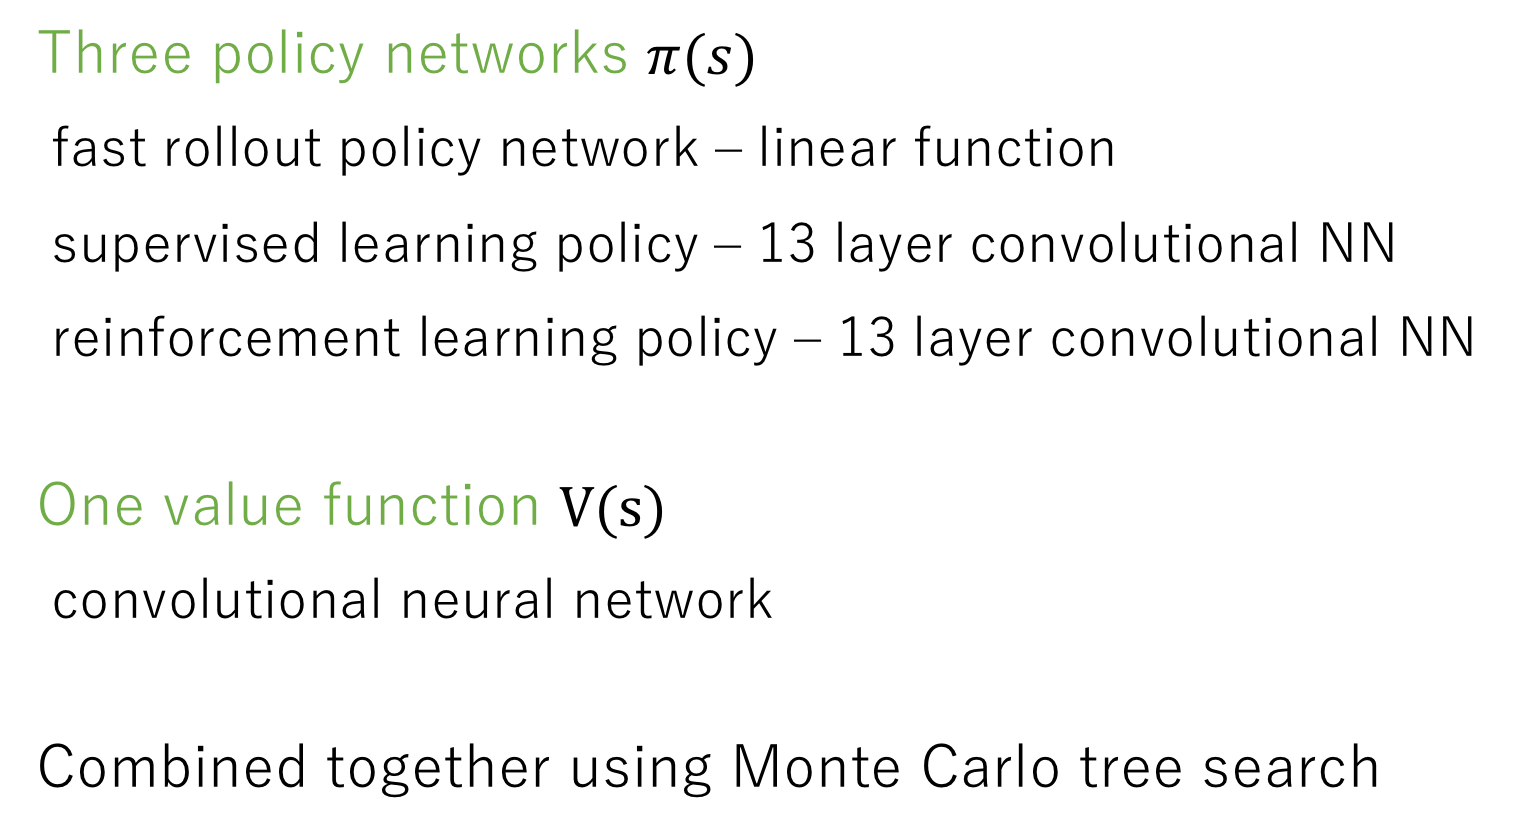 Three policy networks π(s)
fast rollout policy network – linear function
supervised learning policy – 13 layer convolutional NN
reinforcement learning policy – 13 layer convolutional NN
One value function V(s)
convolutional neural network
Combined together using Monte Carlo tree search